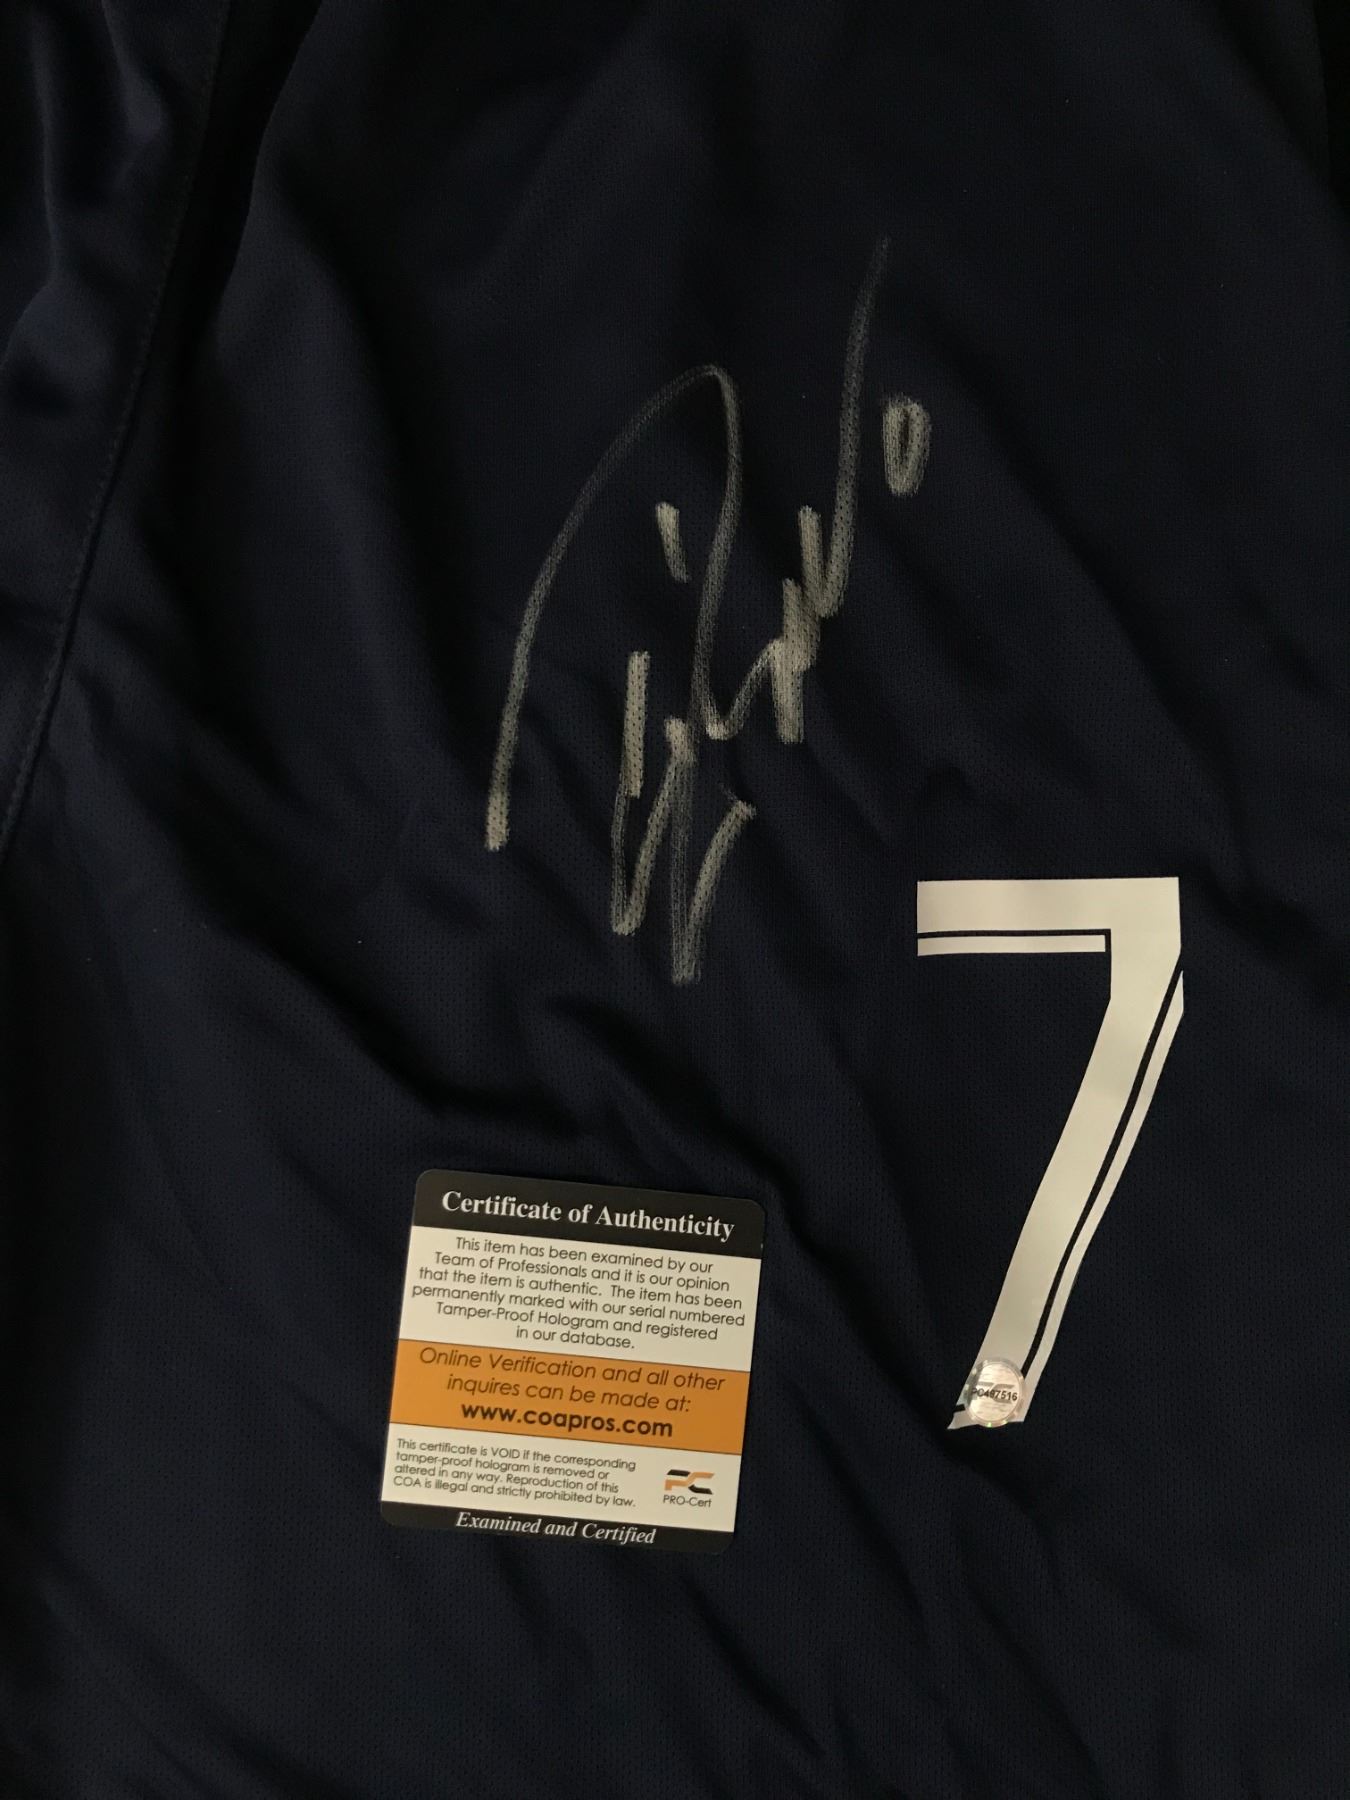 7
PC497516
Certificate of Authenticity
This item has been examined by our
Team of Professionals and it is our opinion
that the item is authentic. The item has been
permanently marked with our serial numbered
Tamper-Proof Hologram and registered
in our database.
Online Verification and all other
inquires can be made at:
www.coapros.com
This certificate is VOID if the corresponding
tamper-proof hologram is removed or
altered in any way. Reproduction of this
COA is illegal and strictly prohibited by law.
PC
PRO-Cert
Examined and Certified